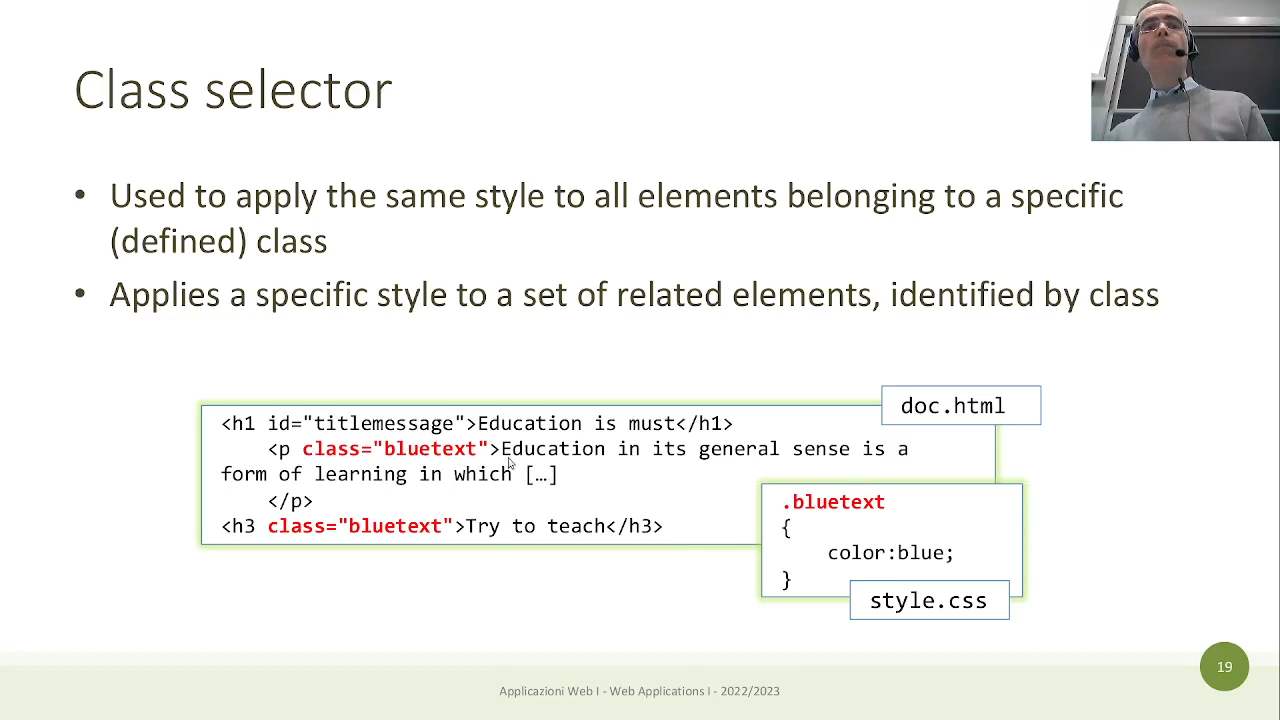 Class selector
• Used to apply the same style to all elements belonging to a specific
(defined) class
• Applies a specific style to a set of related elements, identified by class
doc.html
<h1 id="titlemessage">Education is must</h1>
<p class="bluetext">Education in its general sense is a
form of learning in which […]
</p>
<h3 class="bluetext">Try to teach</h3>
.bluetext
{
color:blue;
}
style.css
19
Applicazioni Web I - Web Applications I - 2022/2023